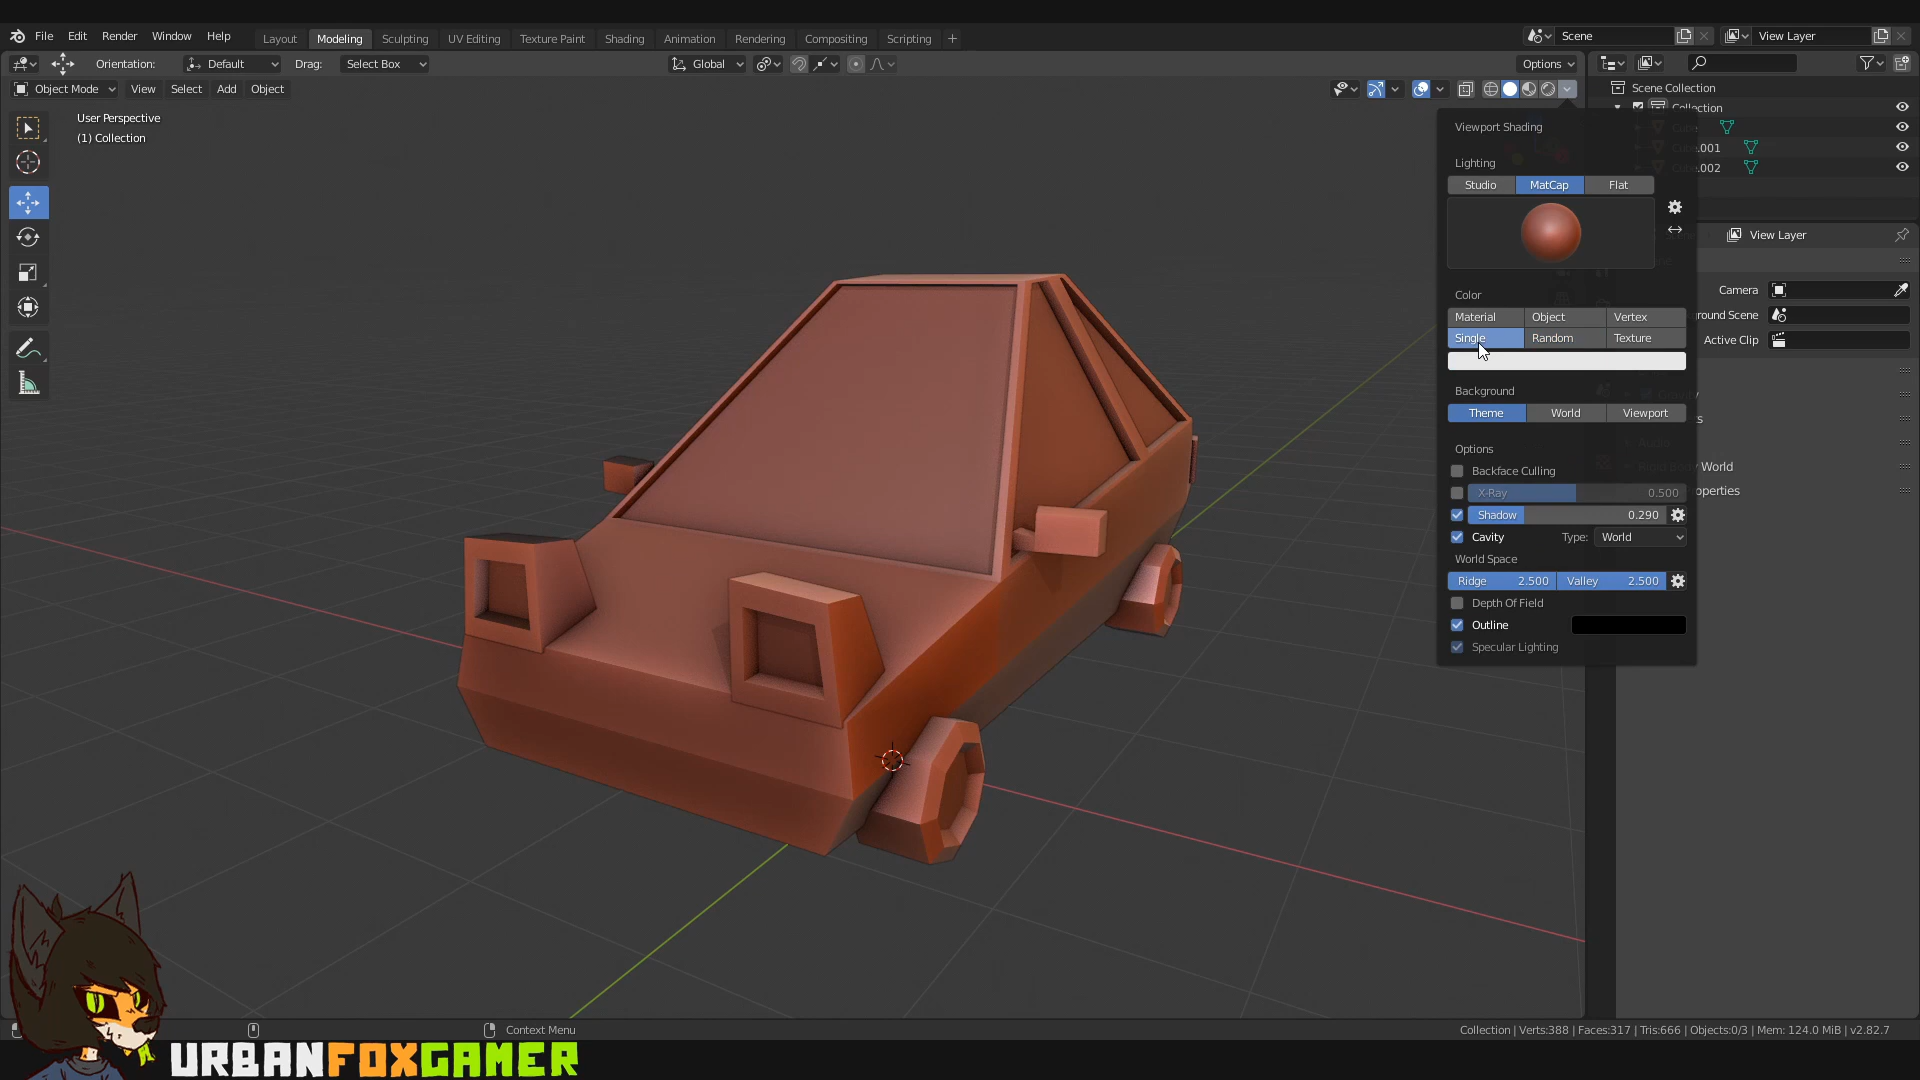 File Edit Render Window Help Layout Modeling Sculpting UV Editing Texture Paint Shading Animation Rendering Compositing Scripting + Scene View Layer
Orientation: Default Drag: Select Box Global Options
Object Mode View Select Add Object
User Perspective
(1) Collection
Scene Collection
Collection
Cube
Cube.001
Cube.002
Viewport Shading
Lighting
Studio MatCap Flat
View Layer
Color
Material Object Vertex
Single Random Texture
Background
Theme World Viewport
Options
Backface Culling
X-Ray 0.500
Shadow 0.290
Cavity Type: World
World Space
Ridge 2.500 Valley 2.500
Depth Of Field
Outline
Specular Lighting
Camera
Active Clip
Context Menu
Collection | Verts:388 | Faces:317 | Tris:666 | Objects:0/3 | Mem: 124.0 MiB | v2.82.7
URBANFOXGAMER